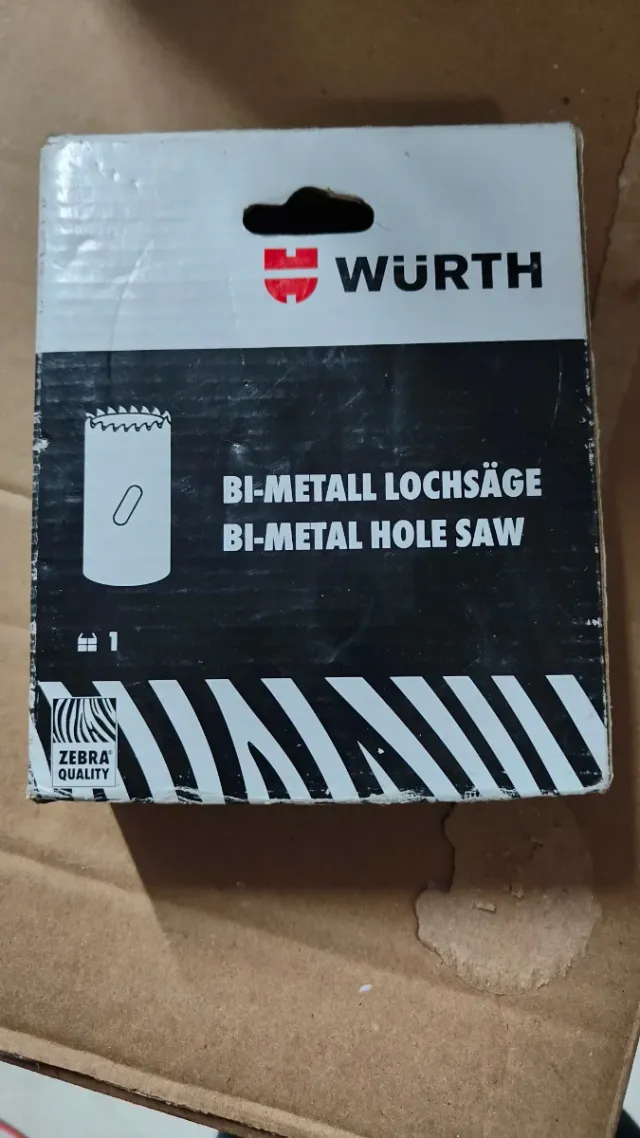 WÜRTH
BI-METALL LOCHSÄGE
BI-METAL HOLE SAW
1
ZEBRA®
QUALITY